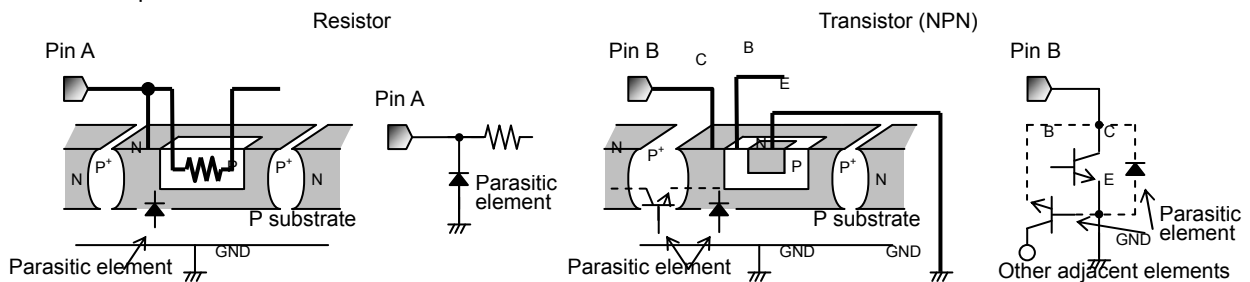 Resistor
Transistor (NPN)
Pin A
Pin A
N
P+
N
P
P+
N
Parasitic element
P substrate
GND
Parasitic element
Pin B
C
B
E
N
P+
N
N
P
P+
N
P substrate
GND
GND
Parasitic element
Pin B
B
C
E
GND
Parasitic element
Other adjacent elements